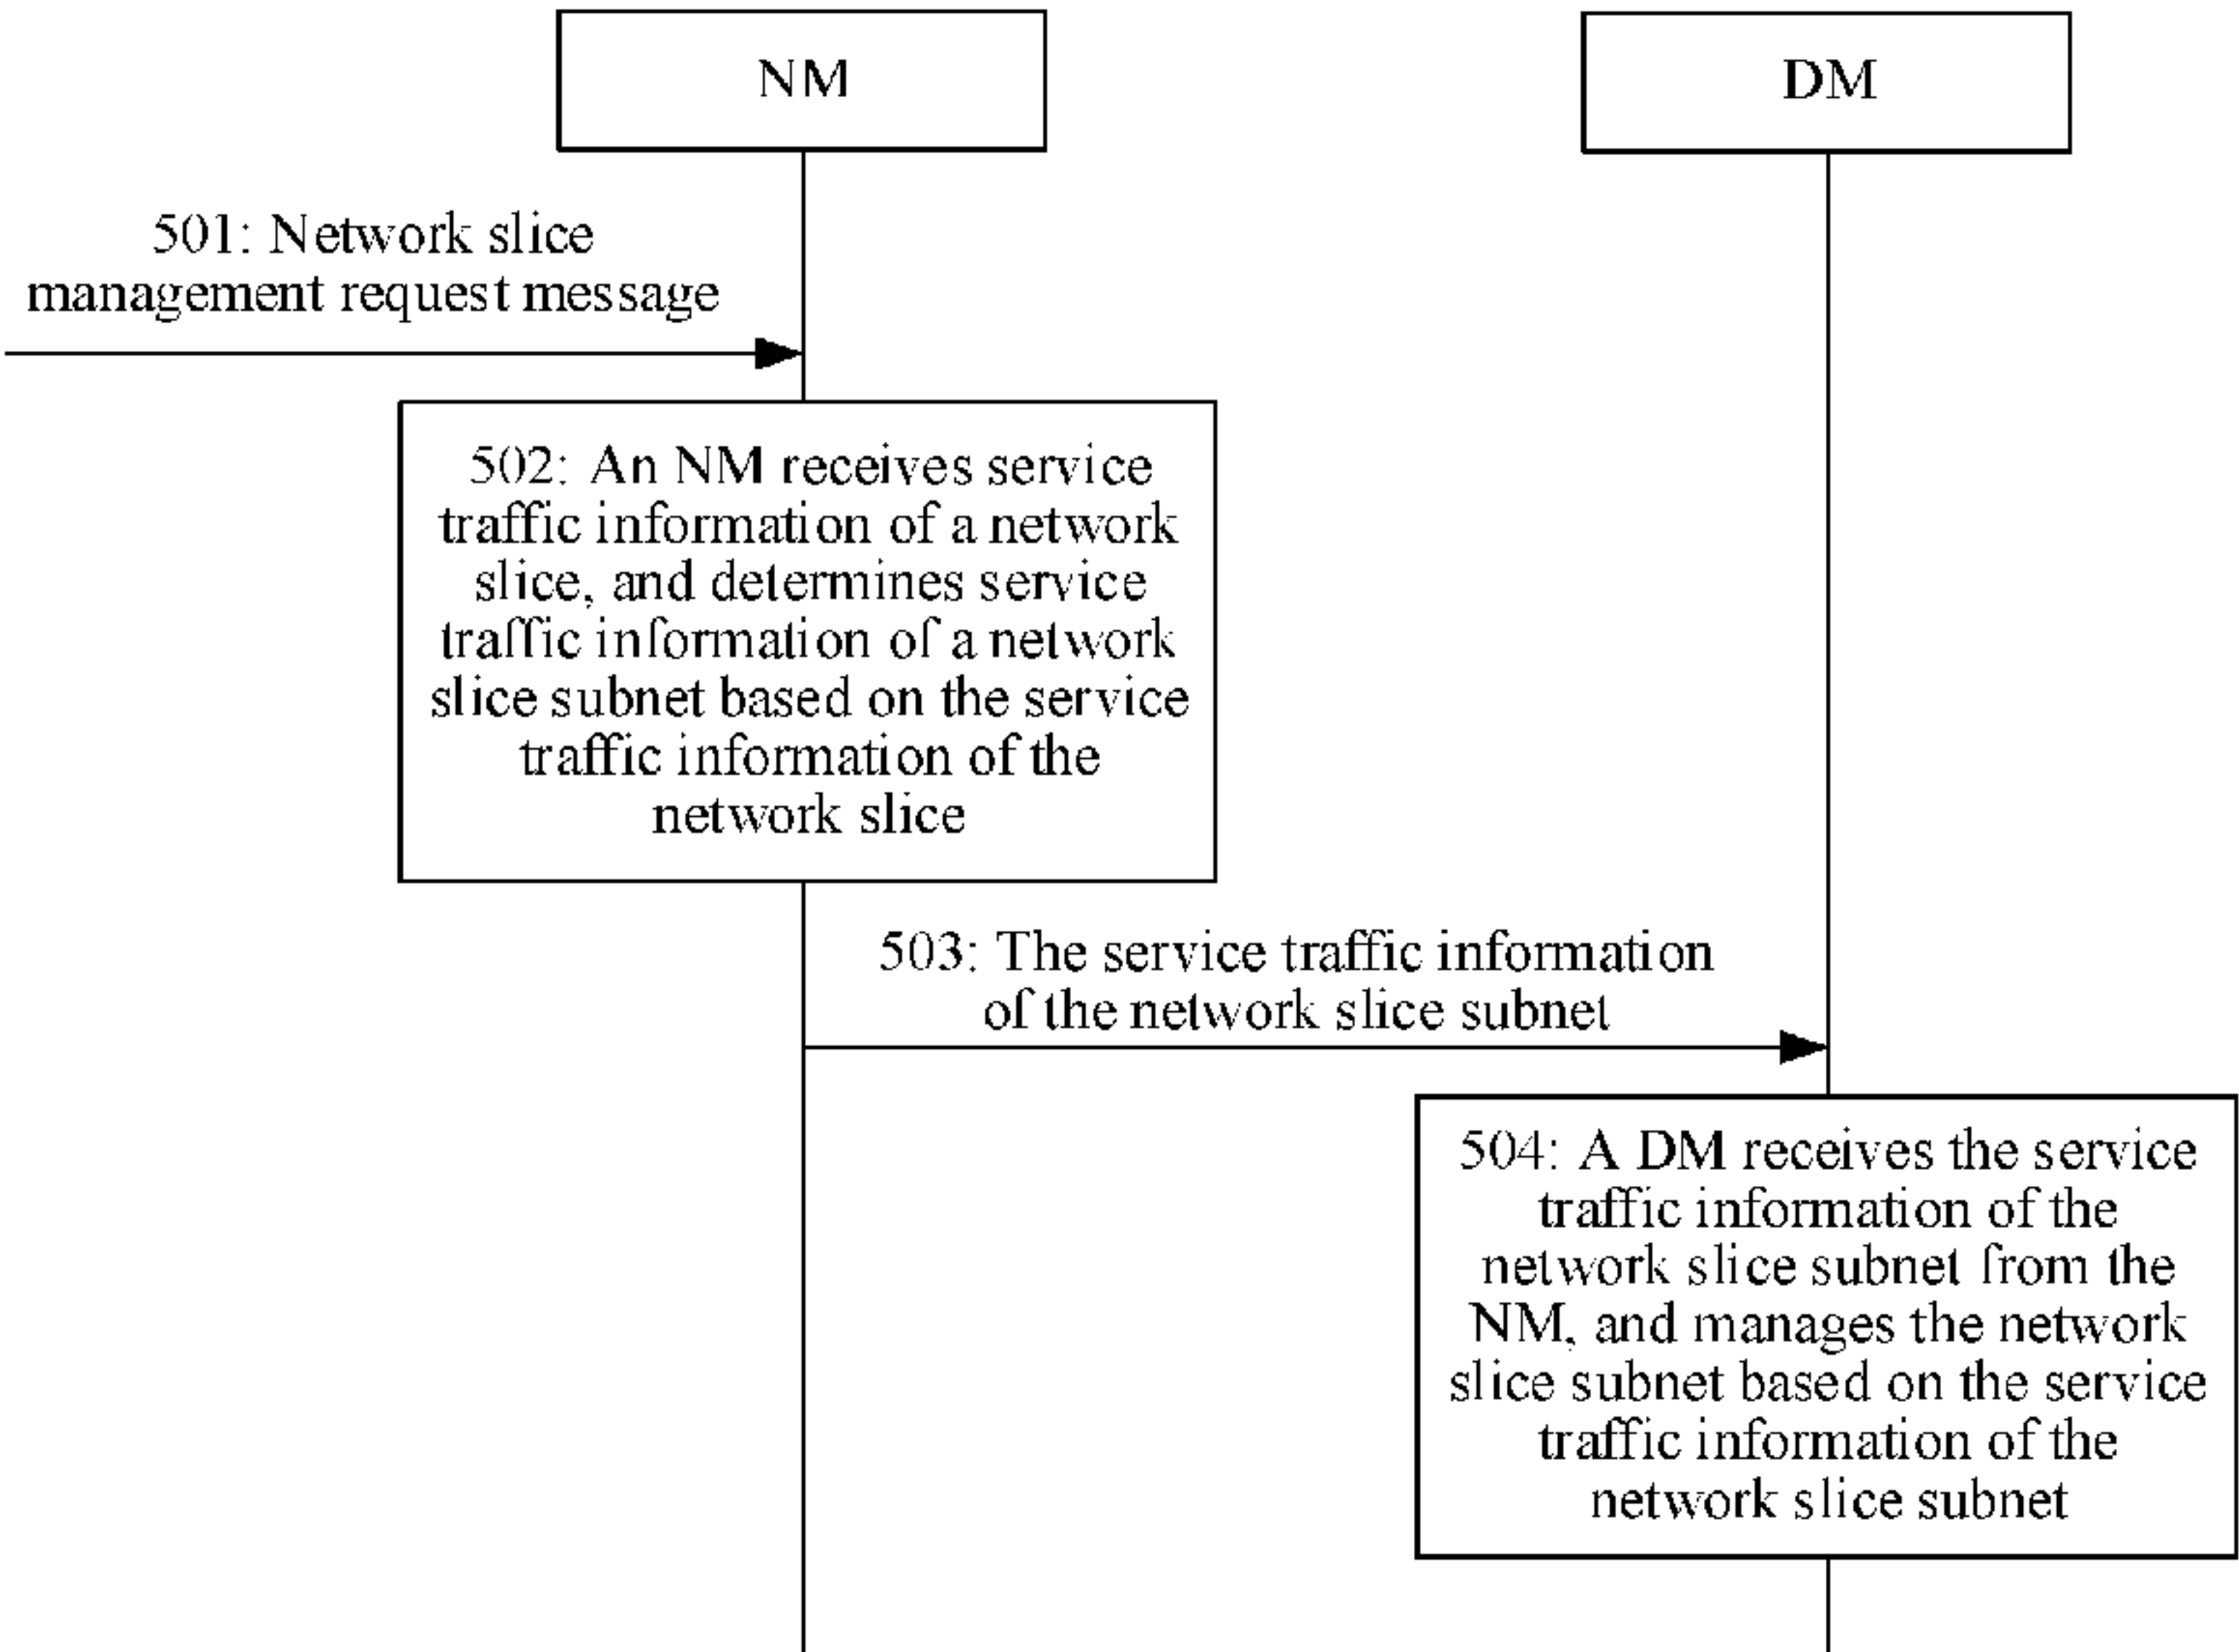 NM
DM
501: Network slice
management request message
502: An NM receives service
traffic information of a network
slice, and determines service
traffic information of a network
slice subnet based on the service
traffic information of the
network slice
503: The service traffic information
of the network slice subnet
504: A DM receives the service
traffic information of the
network slice subnet from the
NM, and manages the network
slice subnet based on the service
traffic information of the
network slice subnet